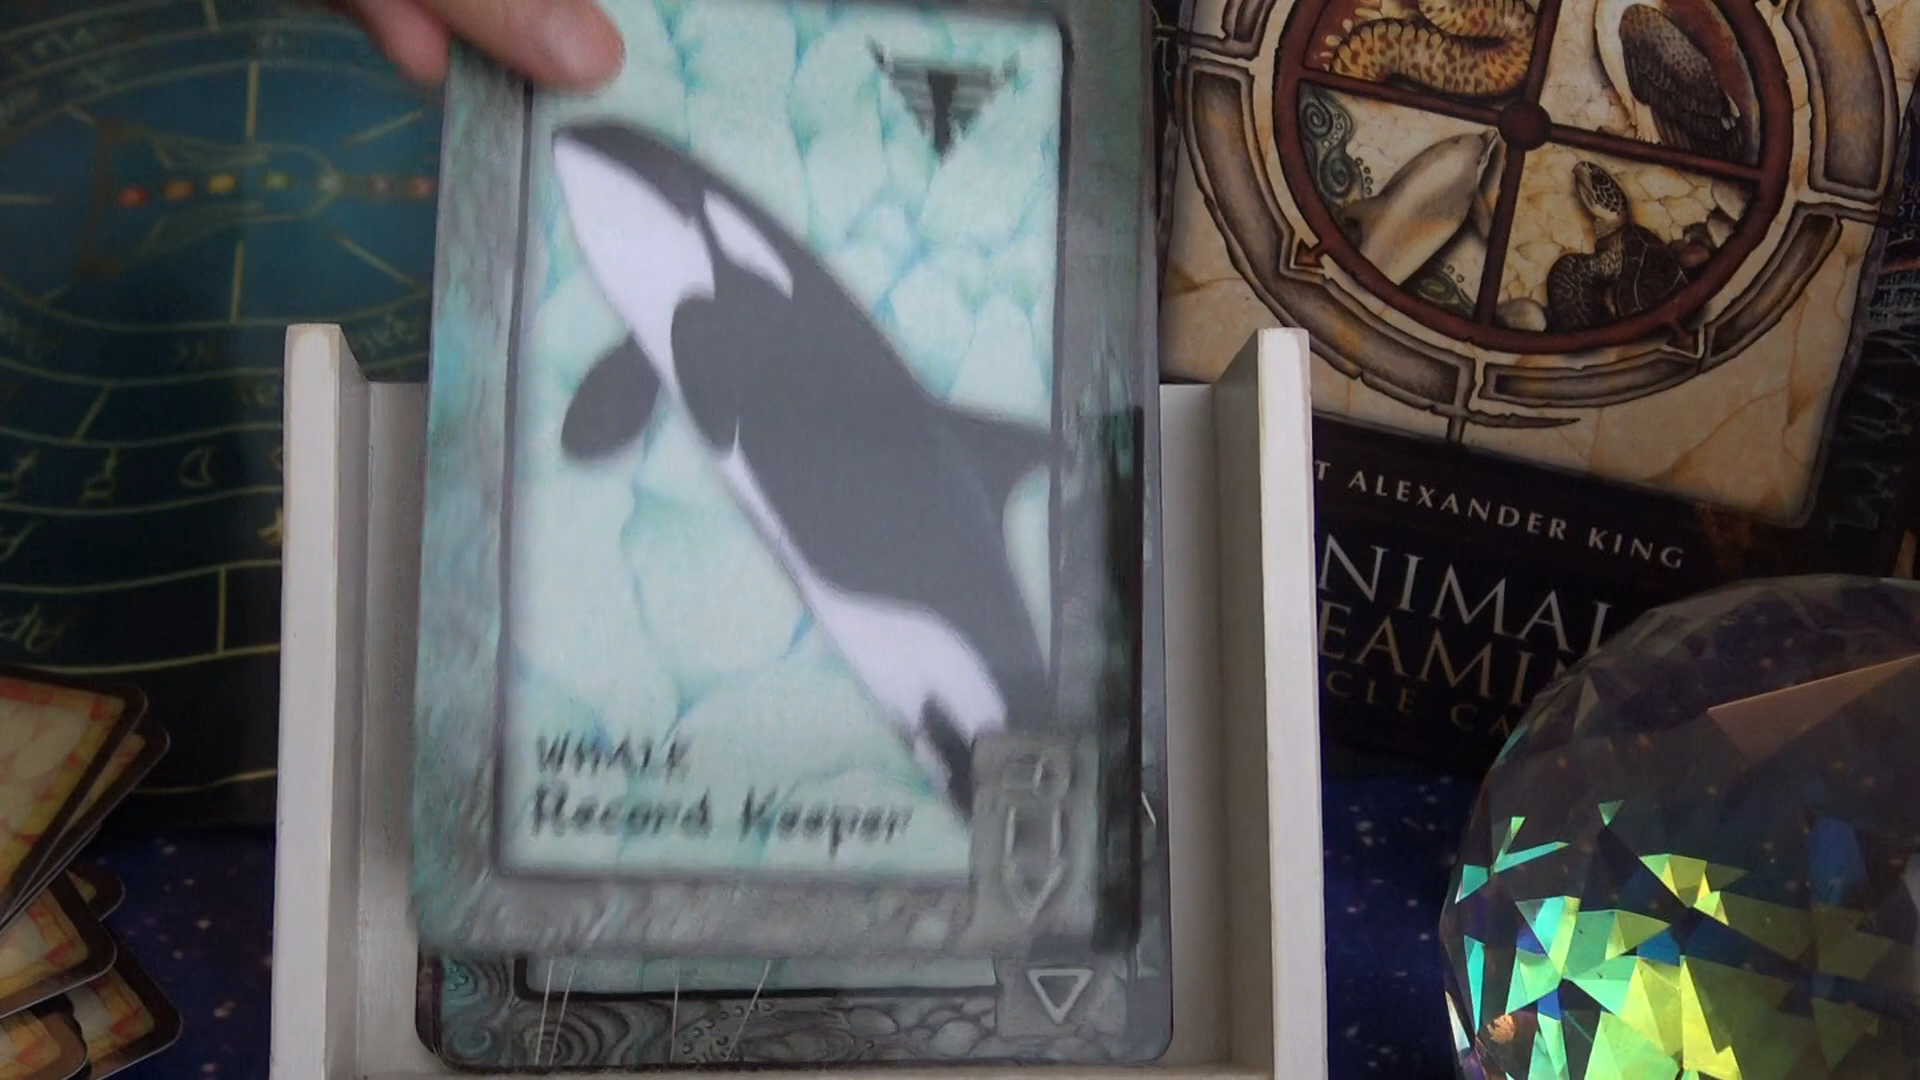 WHALE
Record Keeper
T ALEXANDER KING
NIMAL
EAMIN
CLE CA